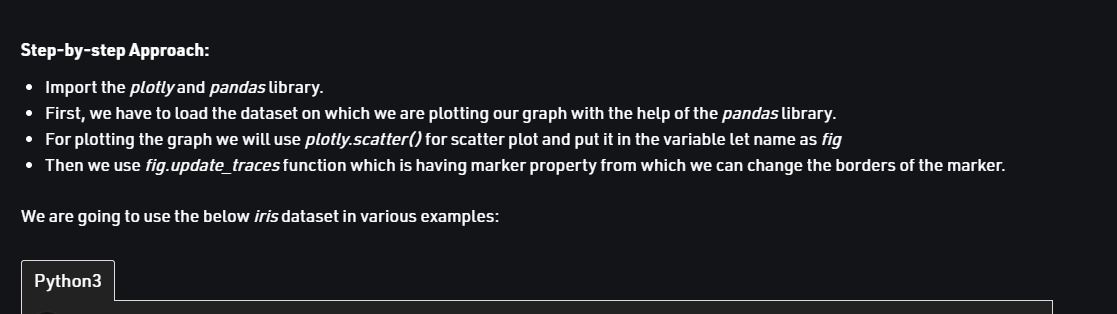 Step-by-step Approach:
Import the plotly and pandas library.
First, we have to load the dataset on which we are plotting our graph with the help of the pandas library.
For plotting the graph we will use plotly.scatter() for scatter plot and put it in the variable let name as fig
Then we use fig.update_traces function which is having marker property from which we can change the borders of the marker.
We are going to use the below iris dataset in various examples:
Python3